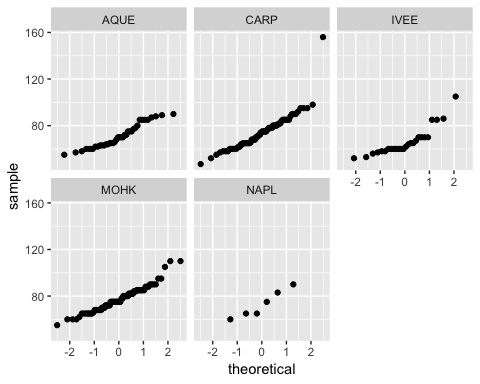 AQUE CARP IVEE
160
120
80
-2 -1 0 1 2
MOHK NAPL
160
120
80
-2 -1 0 1 2 -2 -1 0 1 2
sample
theoretical